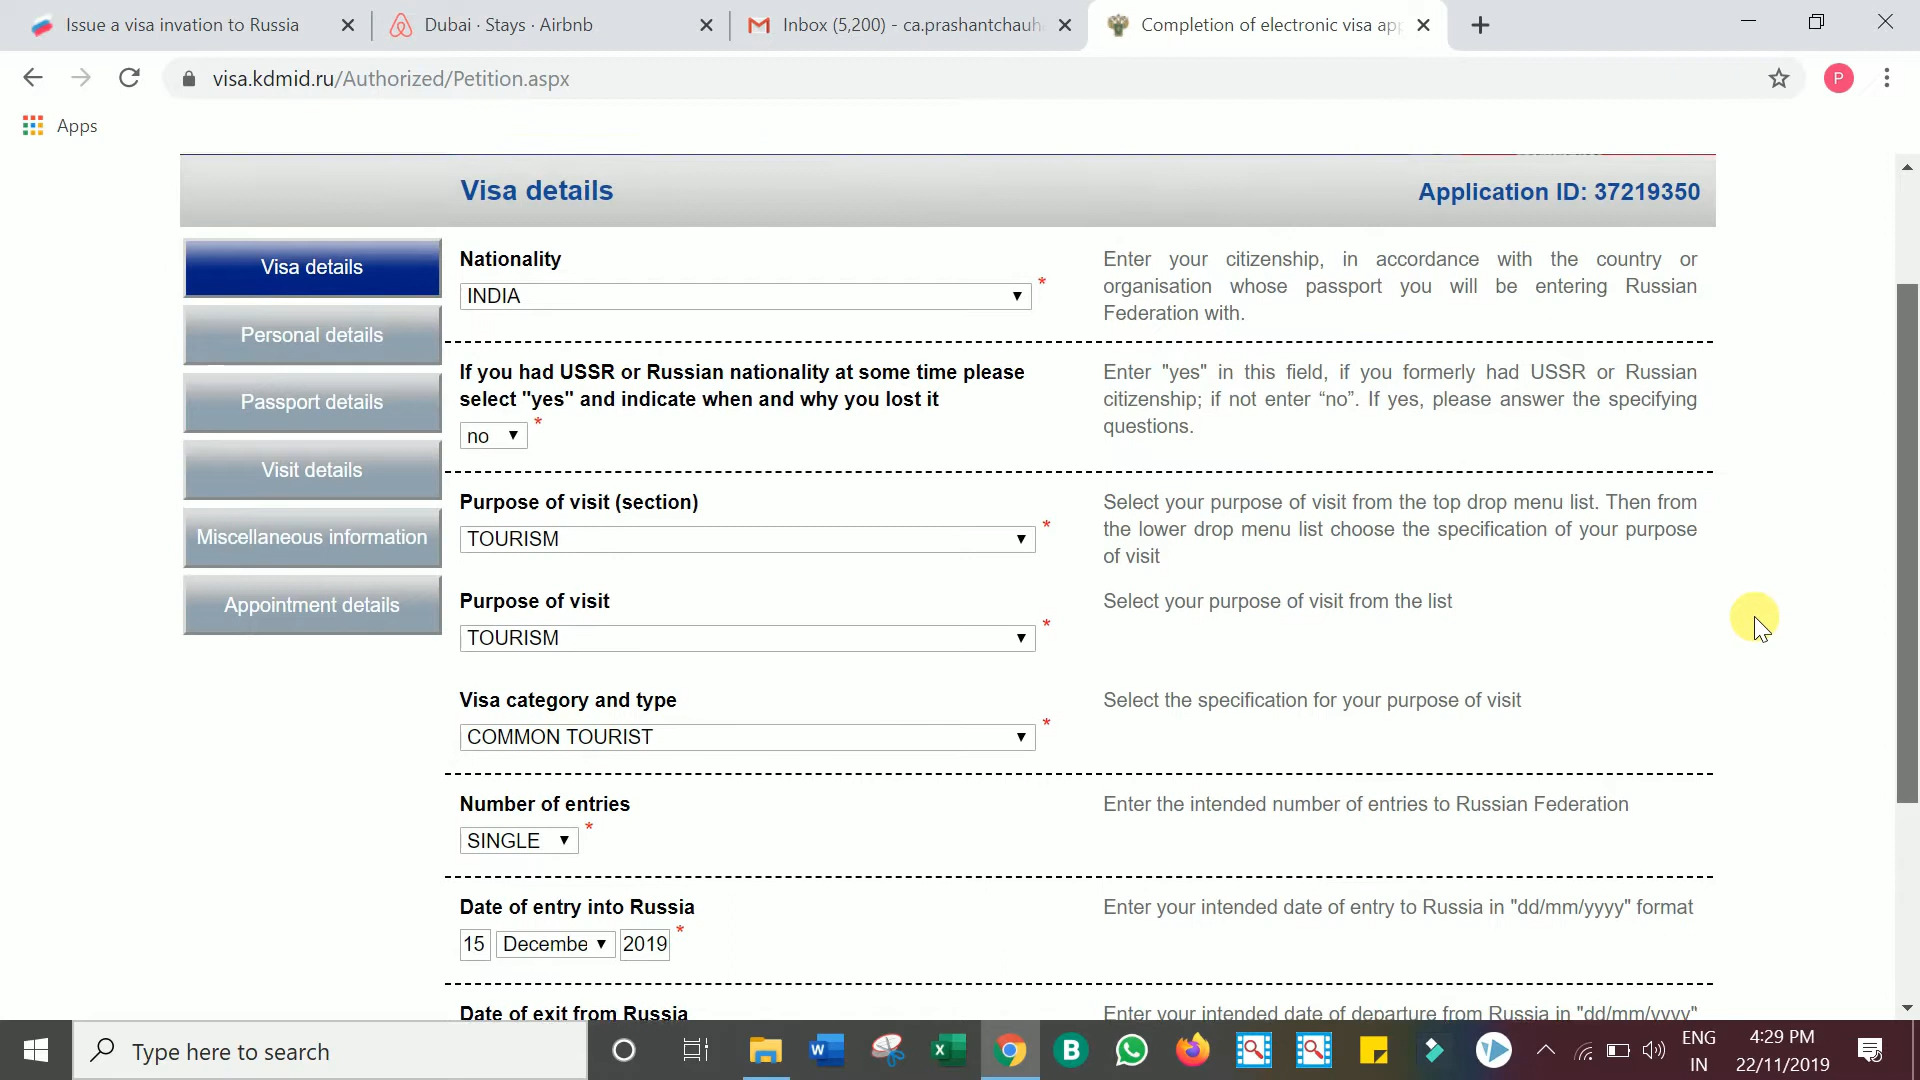 Issue a visa invation to Russia
Dubai · Stays · Airbnb
Inbox (5,200) - ca.prashantchauh
Completion of electronic visa app
visa.kdmid.ru/Authorized/Petition.aspx
P
Apps
Visa details
Application ID: 37219350
Visa details
Personal details
Passport details
Visit details
Miscellaneous information
Appointment details
Nationality
INDIA
*
Enter your citizenship, in accordance with the country or
organisation whose passport you will be entering Russian
Federation with.
If you had USSR or Russian nationality at some time please
select "yes" and indicate when and why you lost it
no
*
Enter "yes" in this field, if you formerly had USSR or Russian
citizenship; if not enter “no”. If yes, please answer the specifying
questions.
Purpose of visit (section)
TOURISM
*
Select your purpose of visit from the top drop menu list. Then from
the lower drop menu list choose the specification of your purpose
of visit
Purpose of visit
TOURISM
*
Select your purpose of visit from the list
Visa category and type
COMMON TOURIST
*
Select the specification for your purpose of visit
Number of entries
SINGLE
*
Enter the intended number of entries to Russian Federation
Date of entry into Russia
15 Decembe 2019
*
Enter your intended date of entry to Russia in "dd/mm/yyyy" format
Date of exit from Russia
Enter your intended date of departure from Russia in "dd/mm/yyyy"
Type here to search
ENG
IN
4:29 PM
22/11/2019